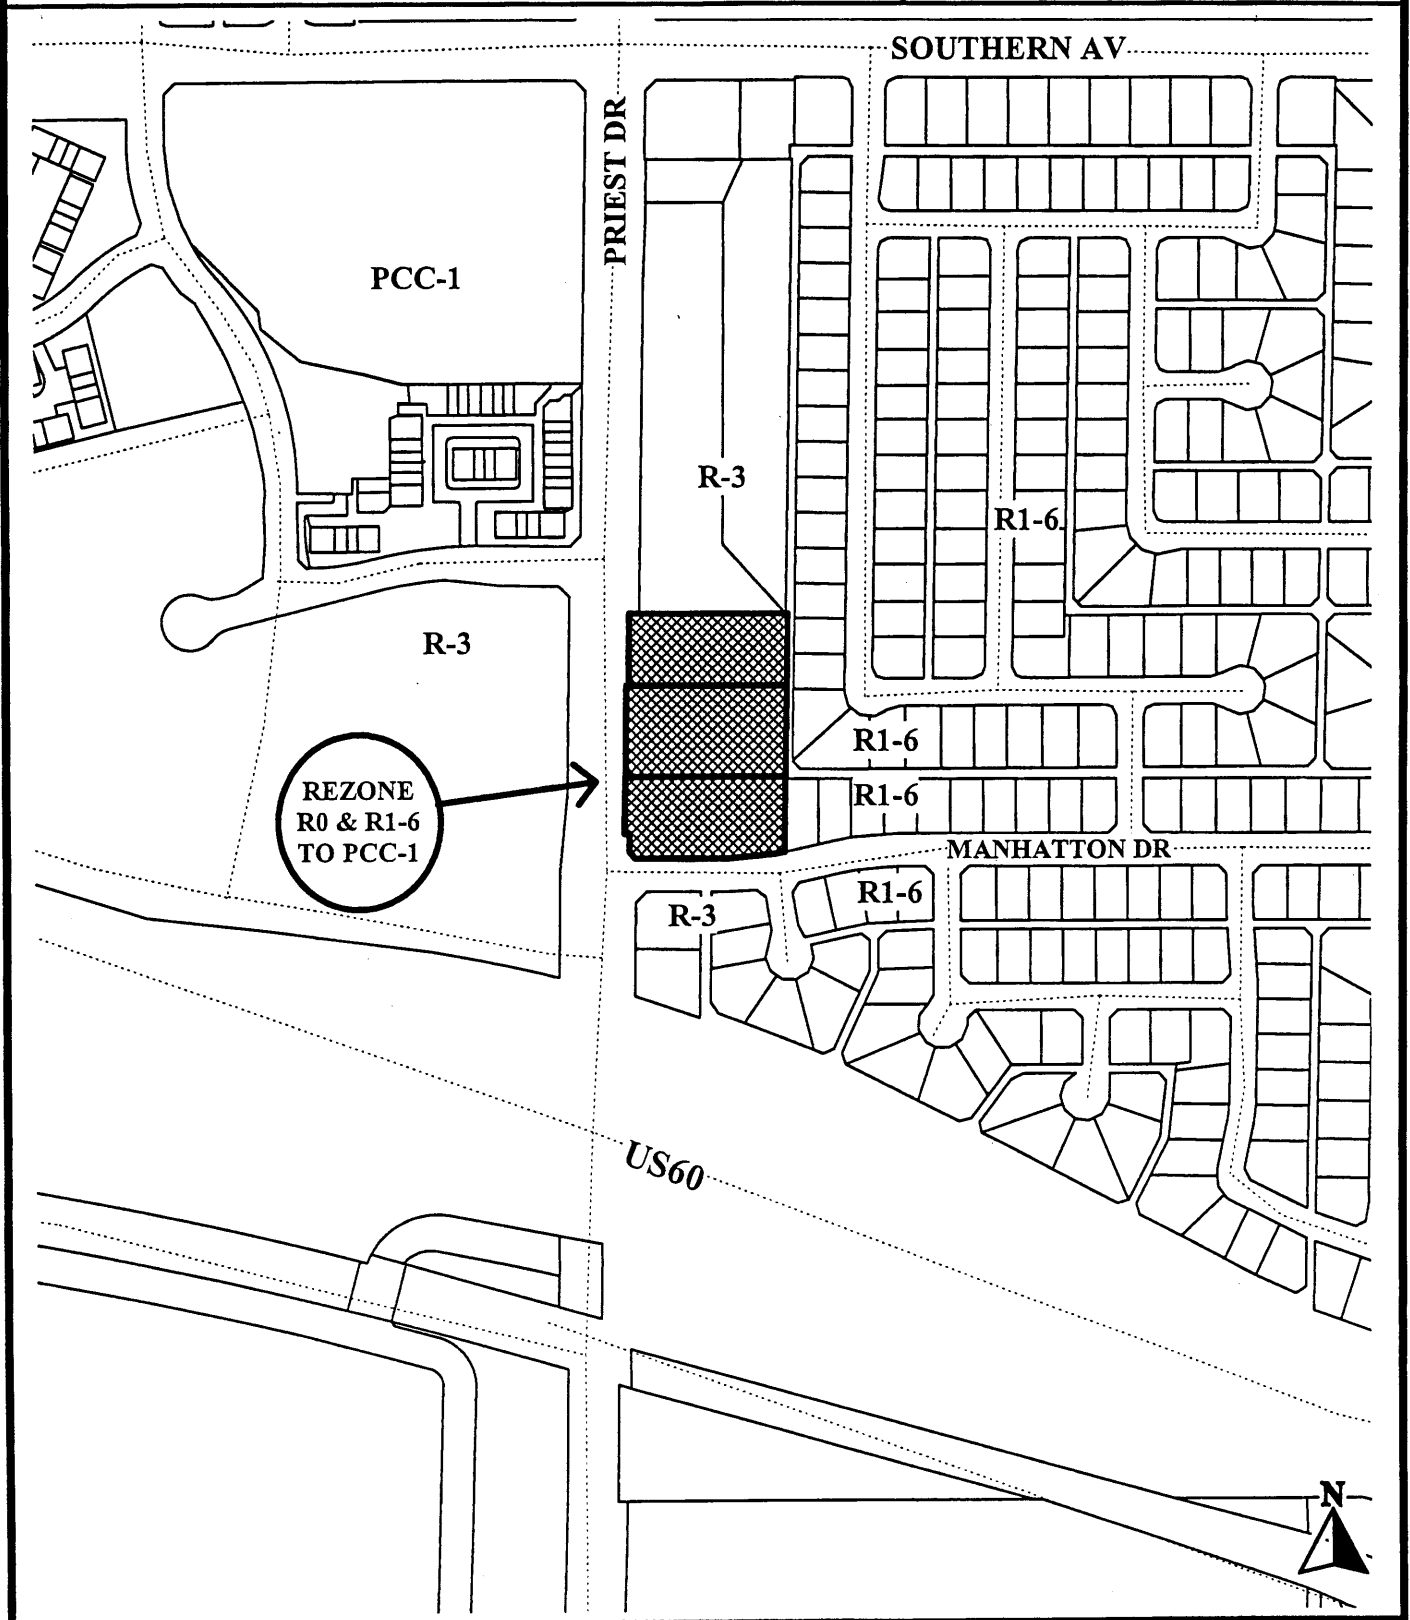 SOUTHERN AV
PRIEST DR
PCC-1
R-3
R1-6
R-3
R1-6
REZONE
R0 & R1-6
TO PCC-1
R1-6
MANHATTON DR
R1-6
R-3
US60
N